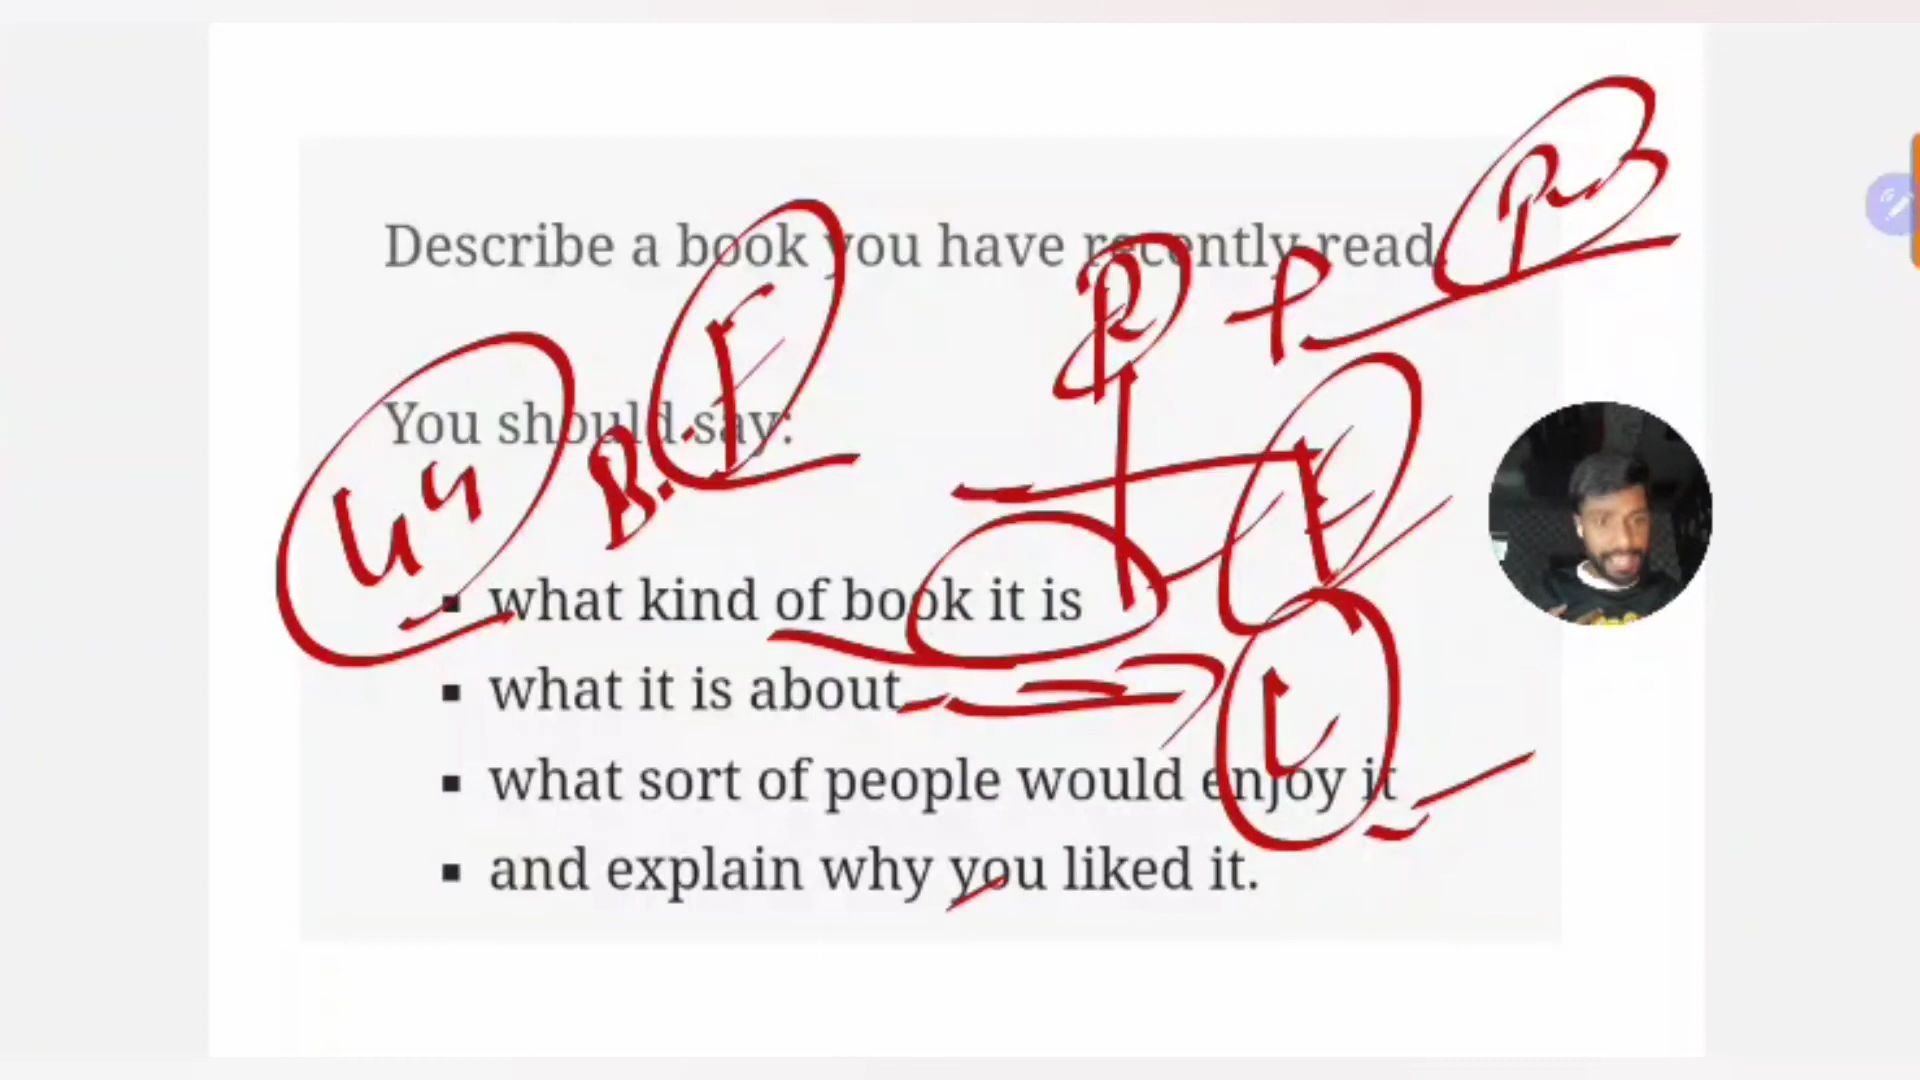 Describe a book you have recently read.
You should say:
▪ what kind of book it is
▪ what it is about
▪ what sort of people would enjoy it
▪ and explain why you liked it.